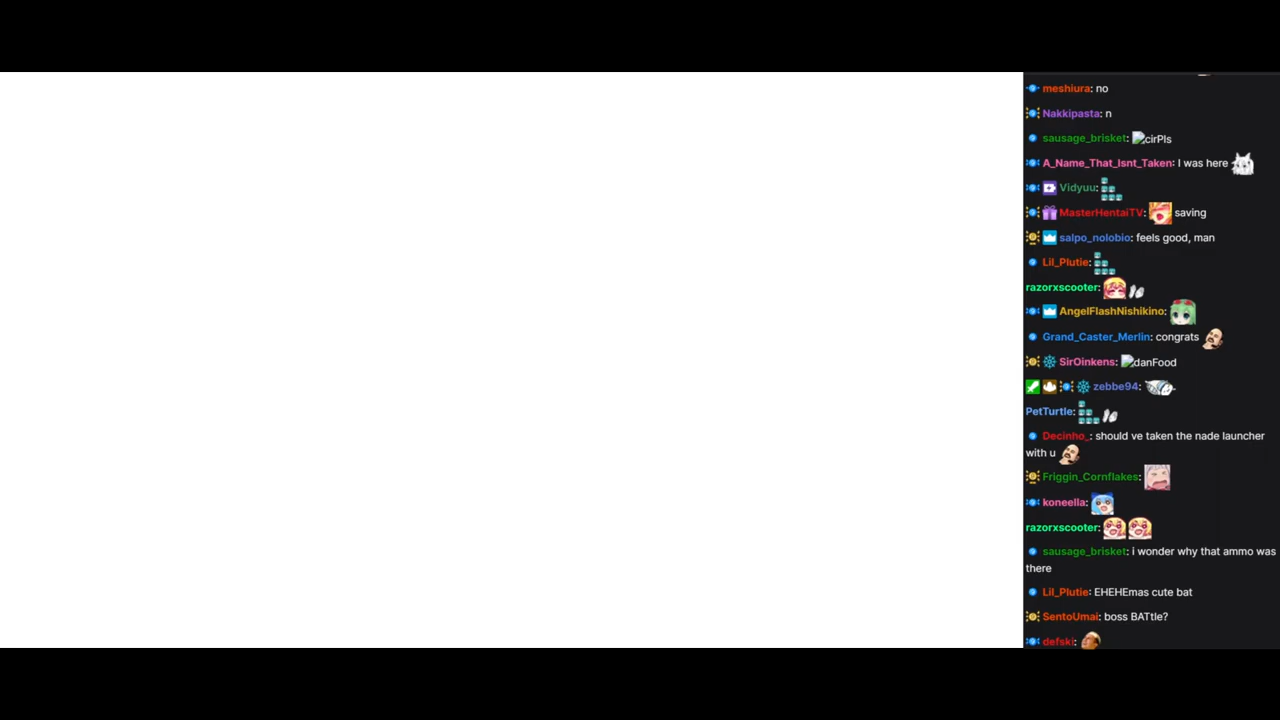 meshiura: no
Nakkipasta: n
sausage_brisket: cirPls
A_Name_That_Isnt_Taken: I was here
Vidyuu:
MasterHentaiTV: saving
salpo_nolobio: feels good, man
Lil_Plutie:
razorxscooter:
AngelFlashNishikino:
Grand_Caster_Merlin: congrats
SirOinkens: danFood
zebbe94:
PetTurtle:
Decinho_: should ve taken the nade launcher
with u
Friggin_Cornflakes:
koneella:
razorxscooter:
sausage_brisket: i wonder why that ammo was
there
Lil_Plutie: EHEHEmas cute bat
SentoUmai: boss BATtle?
defski: